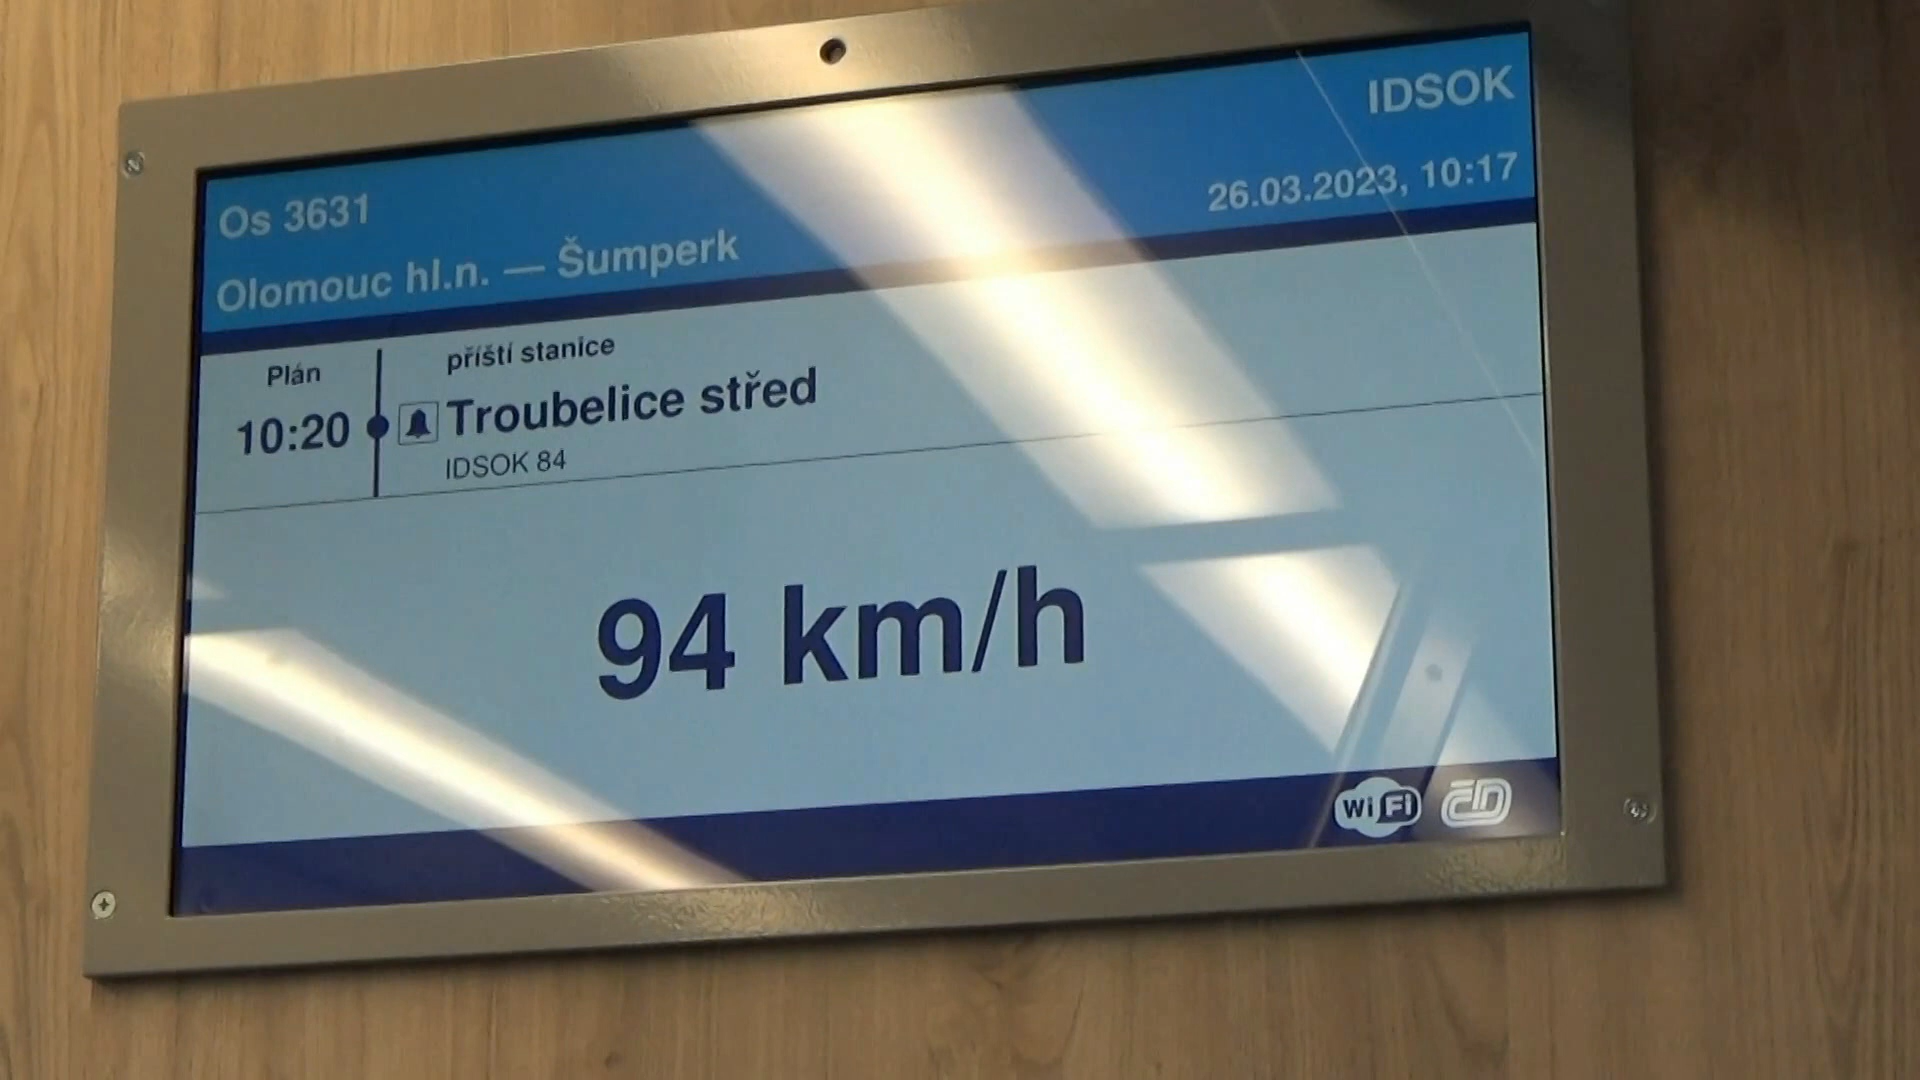 IDSOK
Os 3631
26.03.2023, 10:17
Olomouc hl.n. — Šumperk
Plán
příští stanice
10:20
Troubelice střed
IDSOK 84
94 km/h
WiFi
ČD